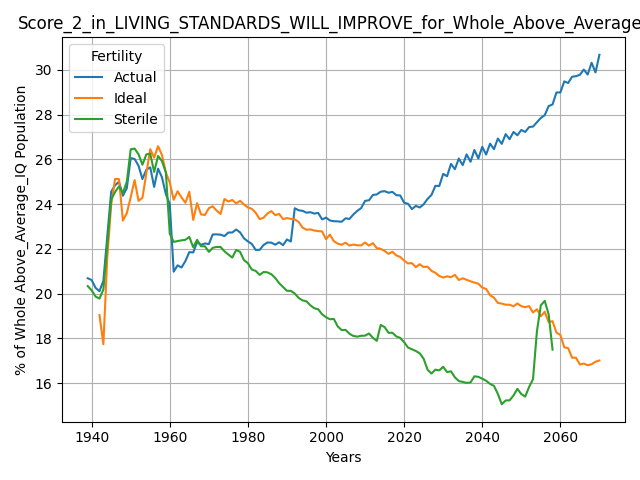 Score_2_in_LIVING_STANDARDS_WILL_IMPROVE_for_Whole_Above_Average
Fertility
Actual
Ideal
Sterile
% of Whole Above_Average_IQ Population
30
28
26
24
22
20
18
16
1940 1960 1980 2000 2020 2040 2060
Years